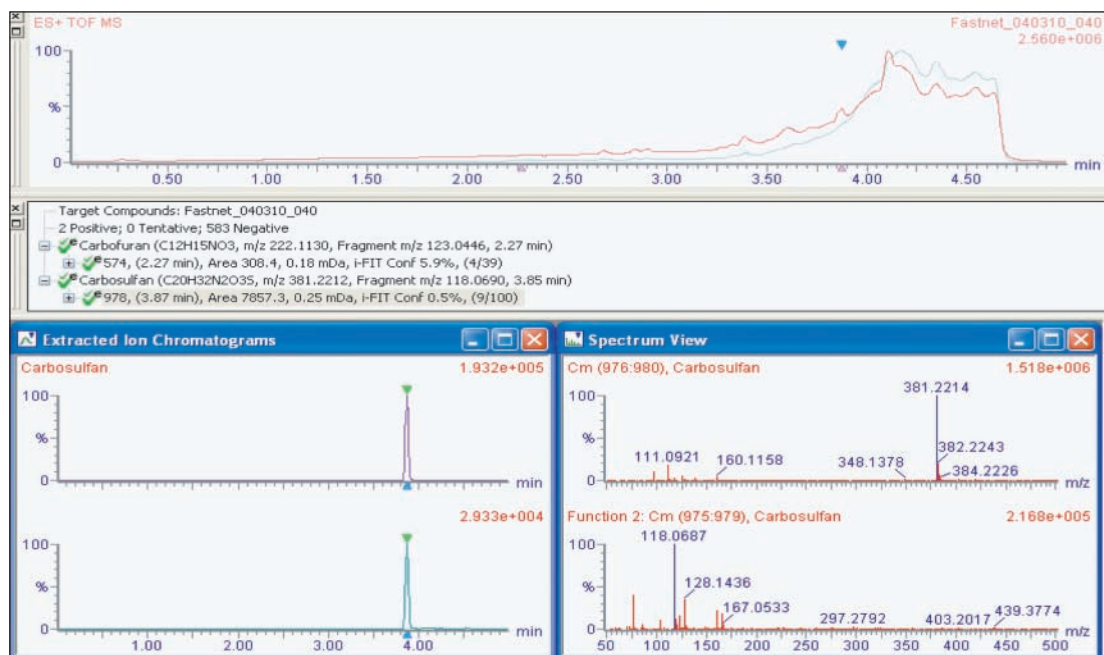 ES+ TOF MS
Fastnet_040310_040
2.560e+006
100
%
0
min
0.50 1.00 1.50 2.00 2.50 3.00 3.50 4.00 4.50
Target Compounds: Fastnet_040310_040
2 Positive; 0 Tentative; 583 Negative
Carbofuran (C12H15NO3, m/z 222.1130, Fragment m/z 123.0446, 2.27 min)
574, (2.27 min), Area 308.4, 0.18 mDa, i-FIT Conf 5.9%, (4/39)
Carbosulfan (C20H32N2O3S, m/z 381.2212, Fragment m/z 118.0690, 3.85 min)
978, (3.87 min), Area 7857.3, 0.25 mDa, i-FIT Conf 0.5%, (9/100)
Extracted Ion Chromatograms
Carbosulfan
1.932e+005
100
%
0
min
2.933e+004
100
%
0
min
1.00 2.00 3.00 4.00
Spectrum View
Cm (976:980), Carbosulfan
1.518e+006
381.2214
100
%
382.2243
111.0921
160.1158
348.1378
384.2226
0
m/z
Function 2: Cm (975:979), Carbosulfan
2.168e+005
118.0687
100
%
128.1436
167.0533
297.2792
403.2017
439.3774
0
m/z
50 100 150 200 250 300 350 400 450 500